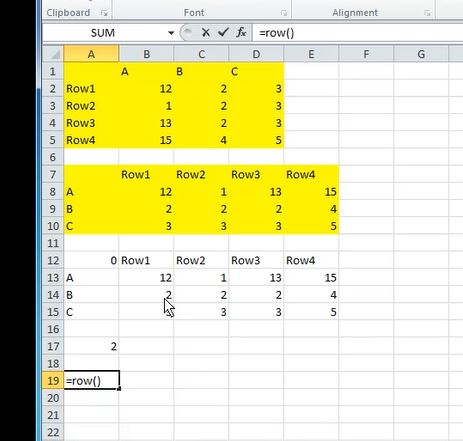 Clipboard Font Alignment
SUM fx =row()
A B C D E F G
1 A B C
2 Row1 12 2 3
3 Row2 1 2 3
4 Row3 13 2 3
5 Row4 15 4 5
6
7 Row1 Row2 Row3 Row4
8 A 12 1 13 15
9 B 2 2 2 4
10 C 3 3 3 5
11
12 0 Row1 Row2 Row3 Row4
13 A 12 1 13 15
14 B 2 2 2 4
15 C 3 3 5
16
17 2
18
19 =row()
20
21
22